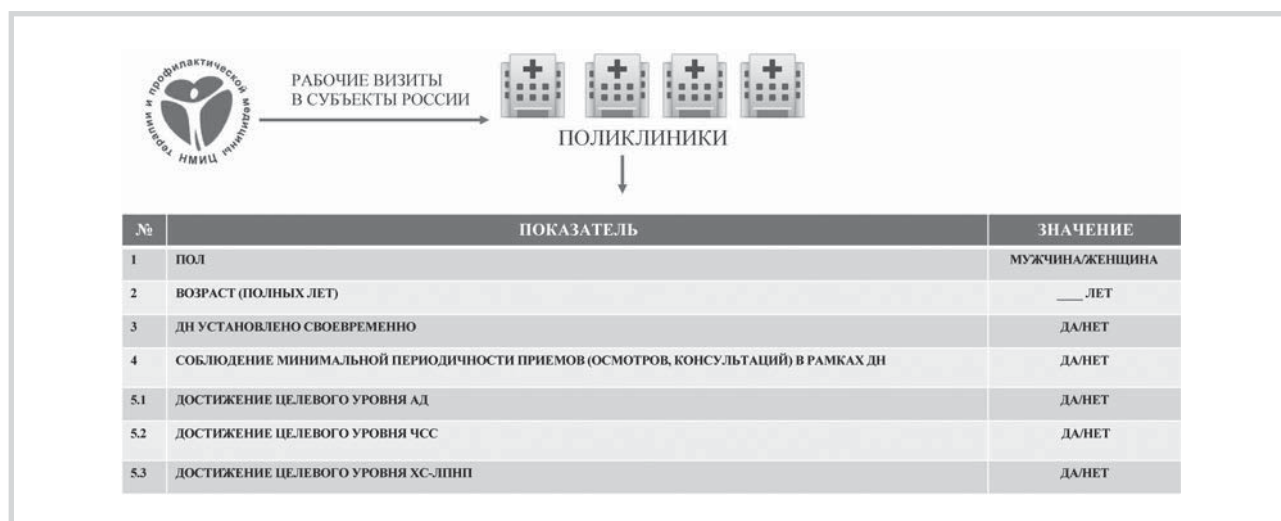 НМИЦ терапии и профилактической медицины
РАБОЧИЕ ВИЗИТЫ
В СУБЪЕКТЫ РОССИИ
ПОЛИКЛИНИКИ
№ ПОКАЗАТЕЛЬ ЗНАЧЕНИЕ
1 ПОЛ МУЖЧИНА/ЖЕНЩИНА
2 ВОЗРАСТ (ПОЛНЫХ ЛЕТ) ____ ЛЕТ
3 ДН УСТАНОВЛЕНО СВОЕВРЕМЕННО ДА/НЕТ
4 СОБЛЮДЕНИЕ МИНИМАЛЬНОЙ ПЕРИОДИЧНОСТИ ПРИЕМОВ (ОСМОТРОВ, КОНСУЛЬТАЦИЙ) В РАМКАХ ДН ДА/НЕТ
5.1 ДОСТИЖЕНИЕ ЦЕЛЕВОГО УРОВНЯ АД ДА/НЕТ
5.2 ДОСТИЖЕНИЕ ЦЕЛЕВОГО УРОВНЯ ЧСС ДА/НЕТ
5.3 ДОСТИЖЕНИЕ ЦЕЛЕВОГО УРОВНЯ ХС-ЛПНП ДА/НЕТ